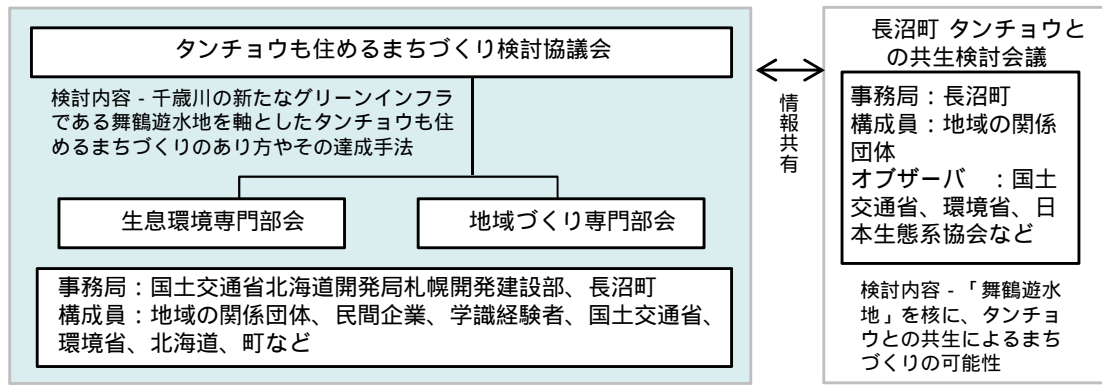 タンチョウも住めるまちづくり検討協議会
検討内容 - 千歳川の新たなグリーンインフラ
である舞鶴遊水地を軸としたタンチョウも住
めるまちづくりのあり方やその達成手法
生息環境専門部会
地域づくり専門部会
事務局：国土交通省北海道開発局札幌開発建設部、長沼町
構成員：地域の関係団体、民間企業、学識経験者、国土交通省、
環境省、北海道、町など
情報共有
長沼町 タンチョウと
の共生検討会議
事務局：長沼町
構成員：地域の関係
団体
オブザーバ ：国土
交通省、環境省、日
本生態系協会など
検討内容 - 「舞鶴遊水
地」を核に、タンチョ
ウとの共生によるまち
づくりの可能性